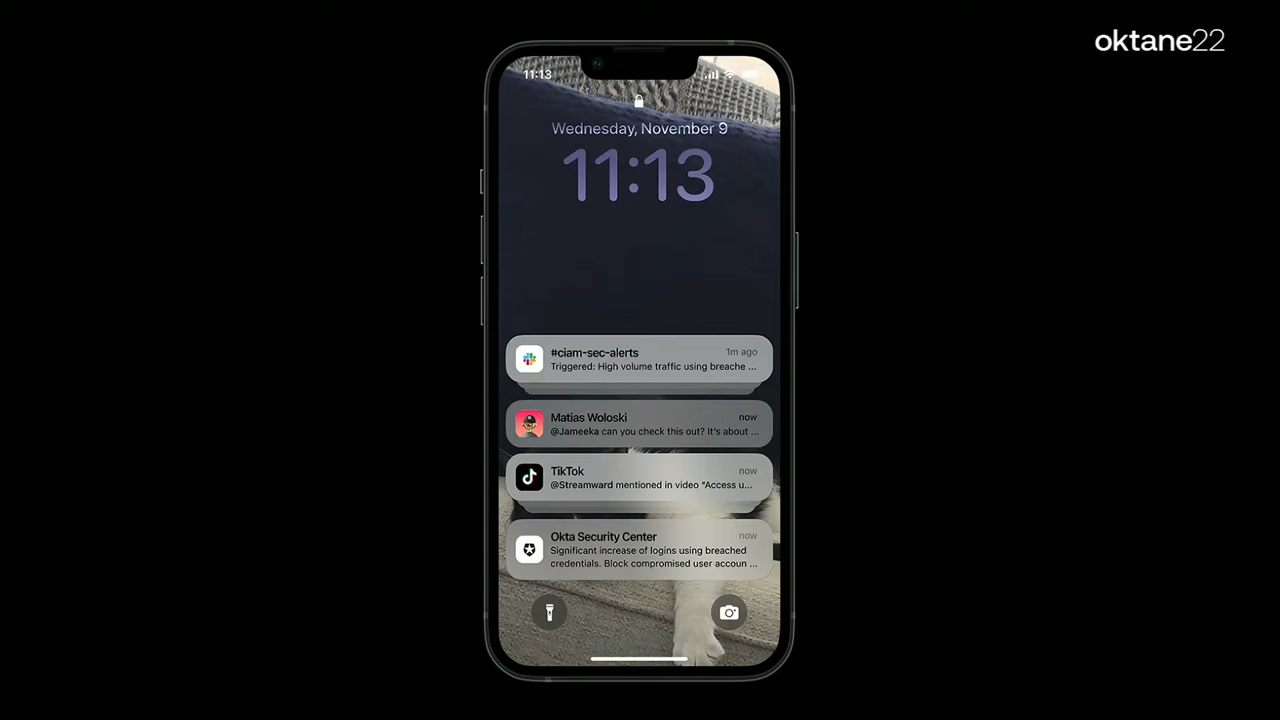 oktane22
11:13
Wednesday, November 9
11:13
#ciam-sec-alerts
1m ago
Triggered: High volume traffic using breache ...
Matias Woloski
now
@Jameeka can you check this out? It's about ...
TikTok
now
@Streamward mentioned in video “Access u...
Okta Security Center
now
Significant increase of logins using breached
credentials. Block compromised user accoun ...